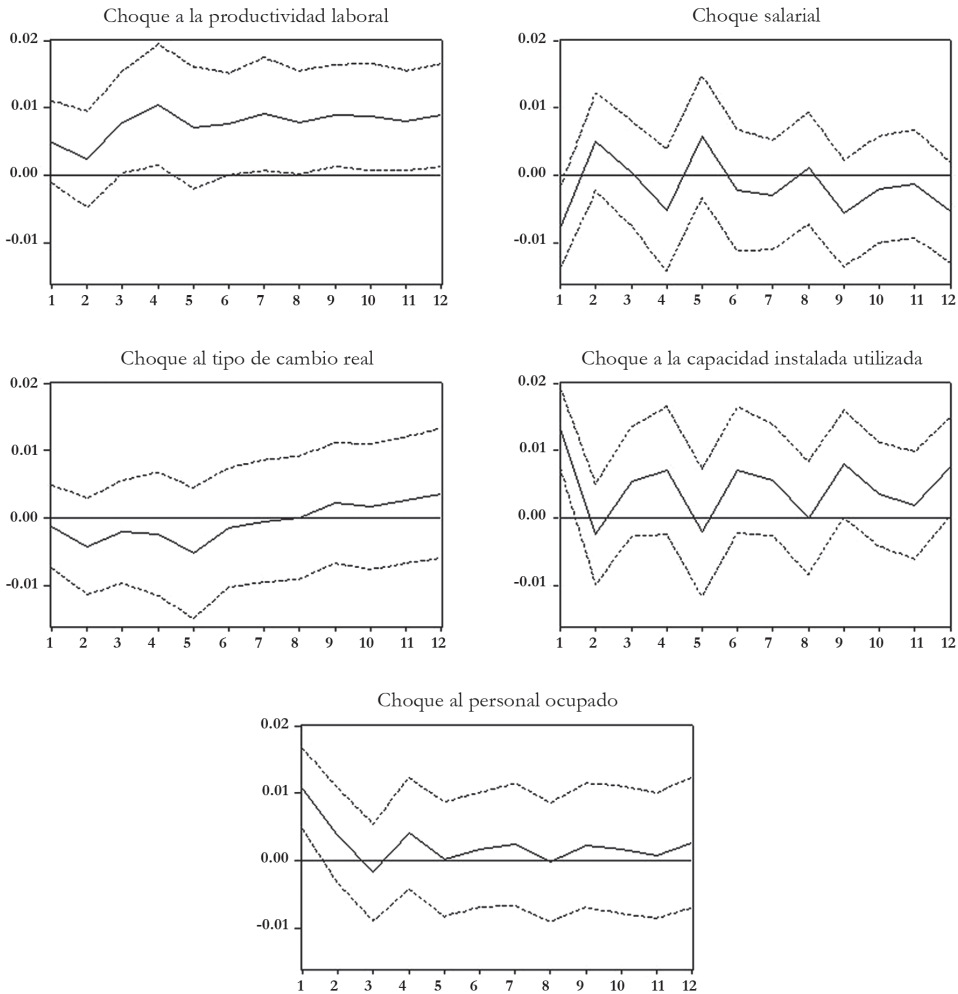 Choque a la productividad laboral
0.02
0.01
0.00
-0.01
1 2 3 4 5 6 7 8 9 10 11 12
Choque salarial
0.02
0.01
0.00
-0.01
1 2 3 4 5 6 7 8 9 10 11 12
Choque al tipo de cambio real
0.02
0.01
0.00
-0.01
1 2 3 4 5 6 7 8 9 10 11 12
Choque a la capacidad instalada utilizada
0.02
0.01
0.00
-0.01
1 2 3 4 5 6 7 8 9 10 11 12
Choque al personal ocupado
0.02
0.01
0.00
-0.01
1 2 3 4 5 6 7 8 9 10 11 12